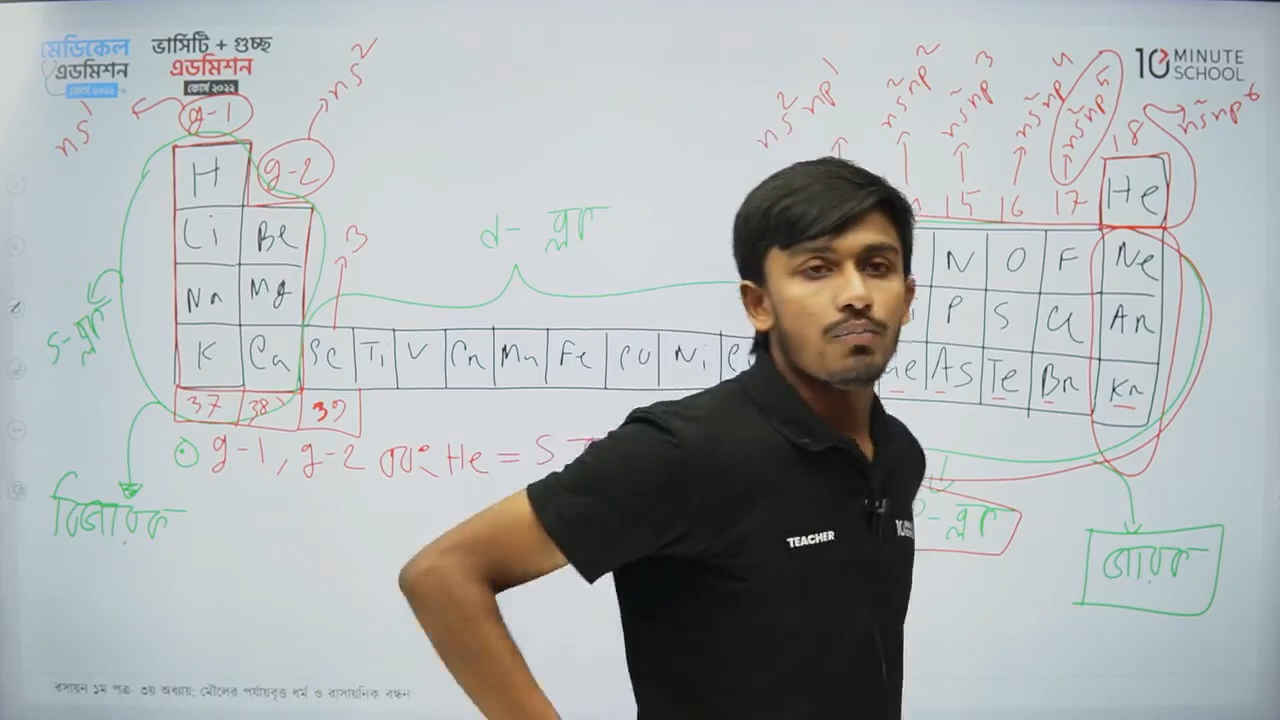 মেডিকেল
এডমিশন
কোর্স ২০২২
ভার্সিটি + গুচ্ছ
এডমিশন
কোর্স ২০২২
10 MINUTE
SCHOOL
ns¹
g-1
ns²
g-2
ns²np¹
ns²np²
ns²np³
ns²np⁴
ns²np⁵
ns²np⁶
15 16 17 18
H He
Li Be N O F Ne
Na Mg P S Cl Ar
K Ca Sc Ti V Cr Mn Fe CO Ni As Te Br Kr
3
d- ব্লক
s-ব্লক
37 38 39
g-1, g-2 এবং He = S
বিজারক
p-ব্লক
জারক
TEACHER
রসায়ন ১ম পত্র- ৩য় অধ্যায়; মৌলের পর্যায়বৃত্ত ধর্ম ও রাসায়নিক বন্ধন